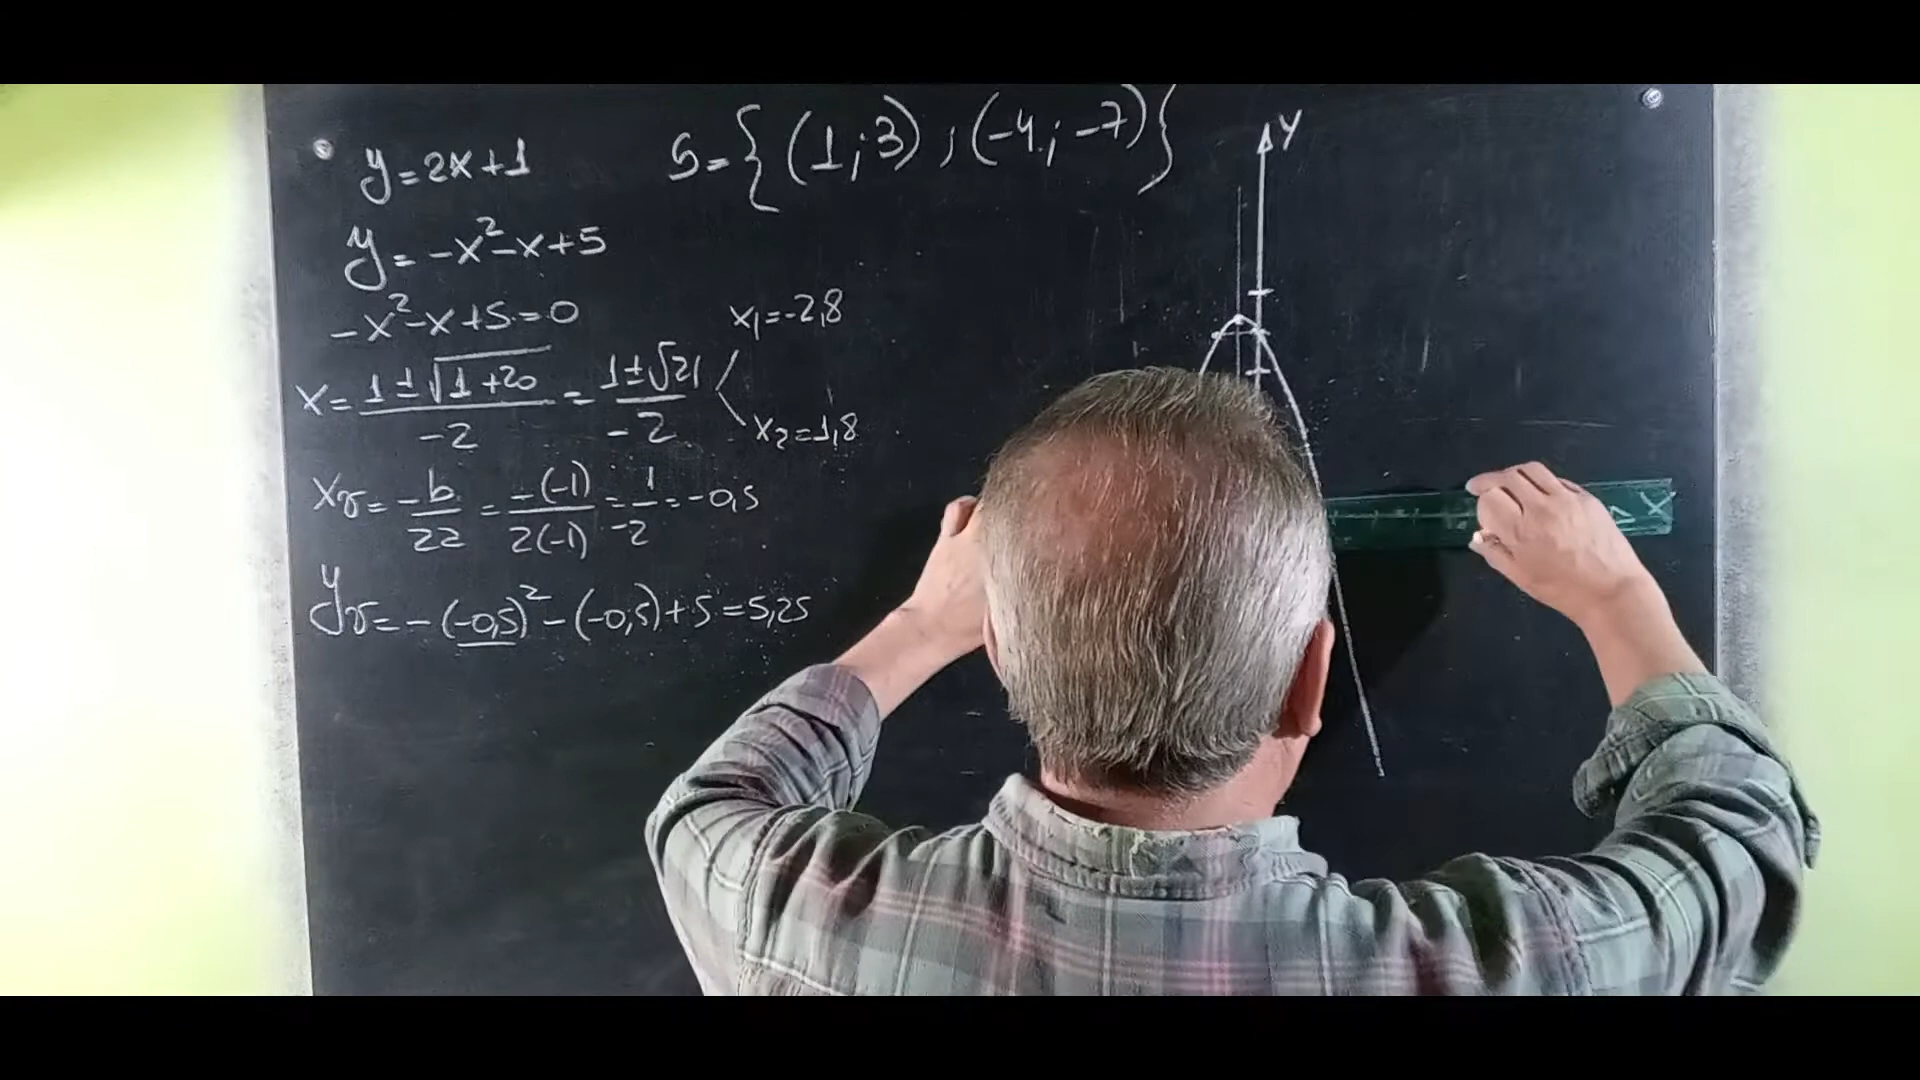 y=2x+1
S={(1;3),(-4;-7)}
y=-x²-x+5
-x²-x+5=0
x=1±√1+20/-2=1±√21/-2
x₁=-2,8
x₂=1,8
xᵥ=-b/22=-(-1)/2(-1)=1/-2=-0,5
yᵥ=-(-0,5)²-(-0,5)+5=5,25
Y
X